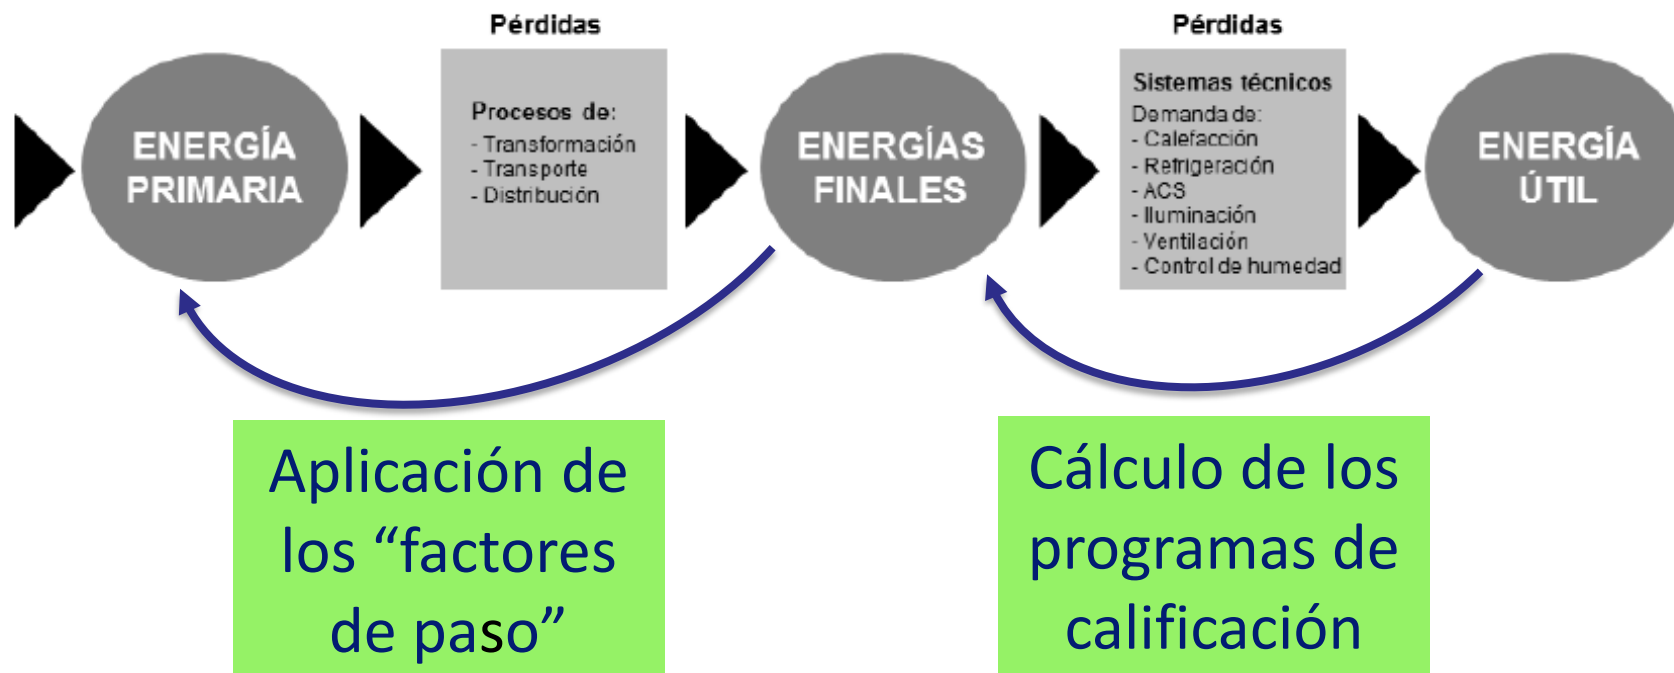 ENERGÍA
PRIMARIA
Pérdidas
Procesos de:
- Transformación
- Transporte
- Distribución
ENERGÍAS
FINALES
Pérdidas
Sistemas técnicos
Demanda de:
- Calefacción
- Refrigeración
- ACS
- Iluminación
- Ventilación
- Control de humedad
ENERGÍA
ÚTIL
Aplicación de
los “factores
de paso”
Cálculo de los
programas de
calificación